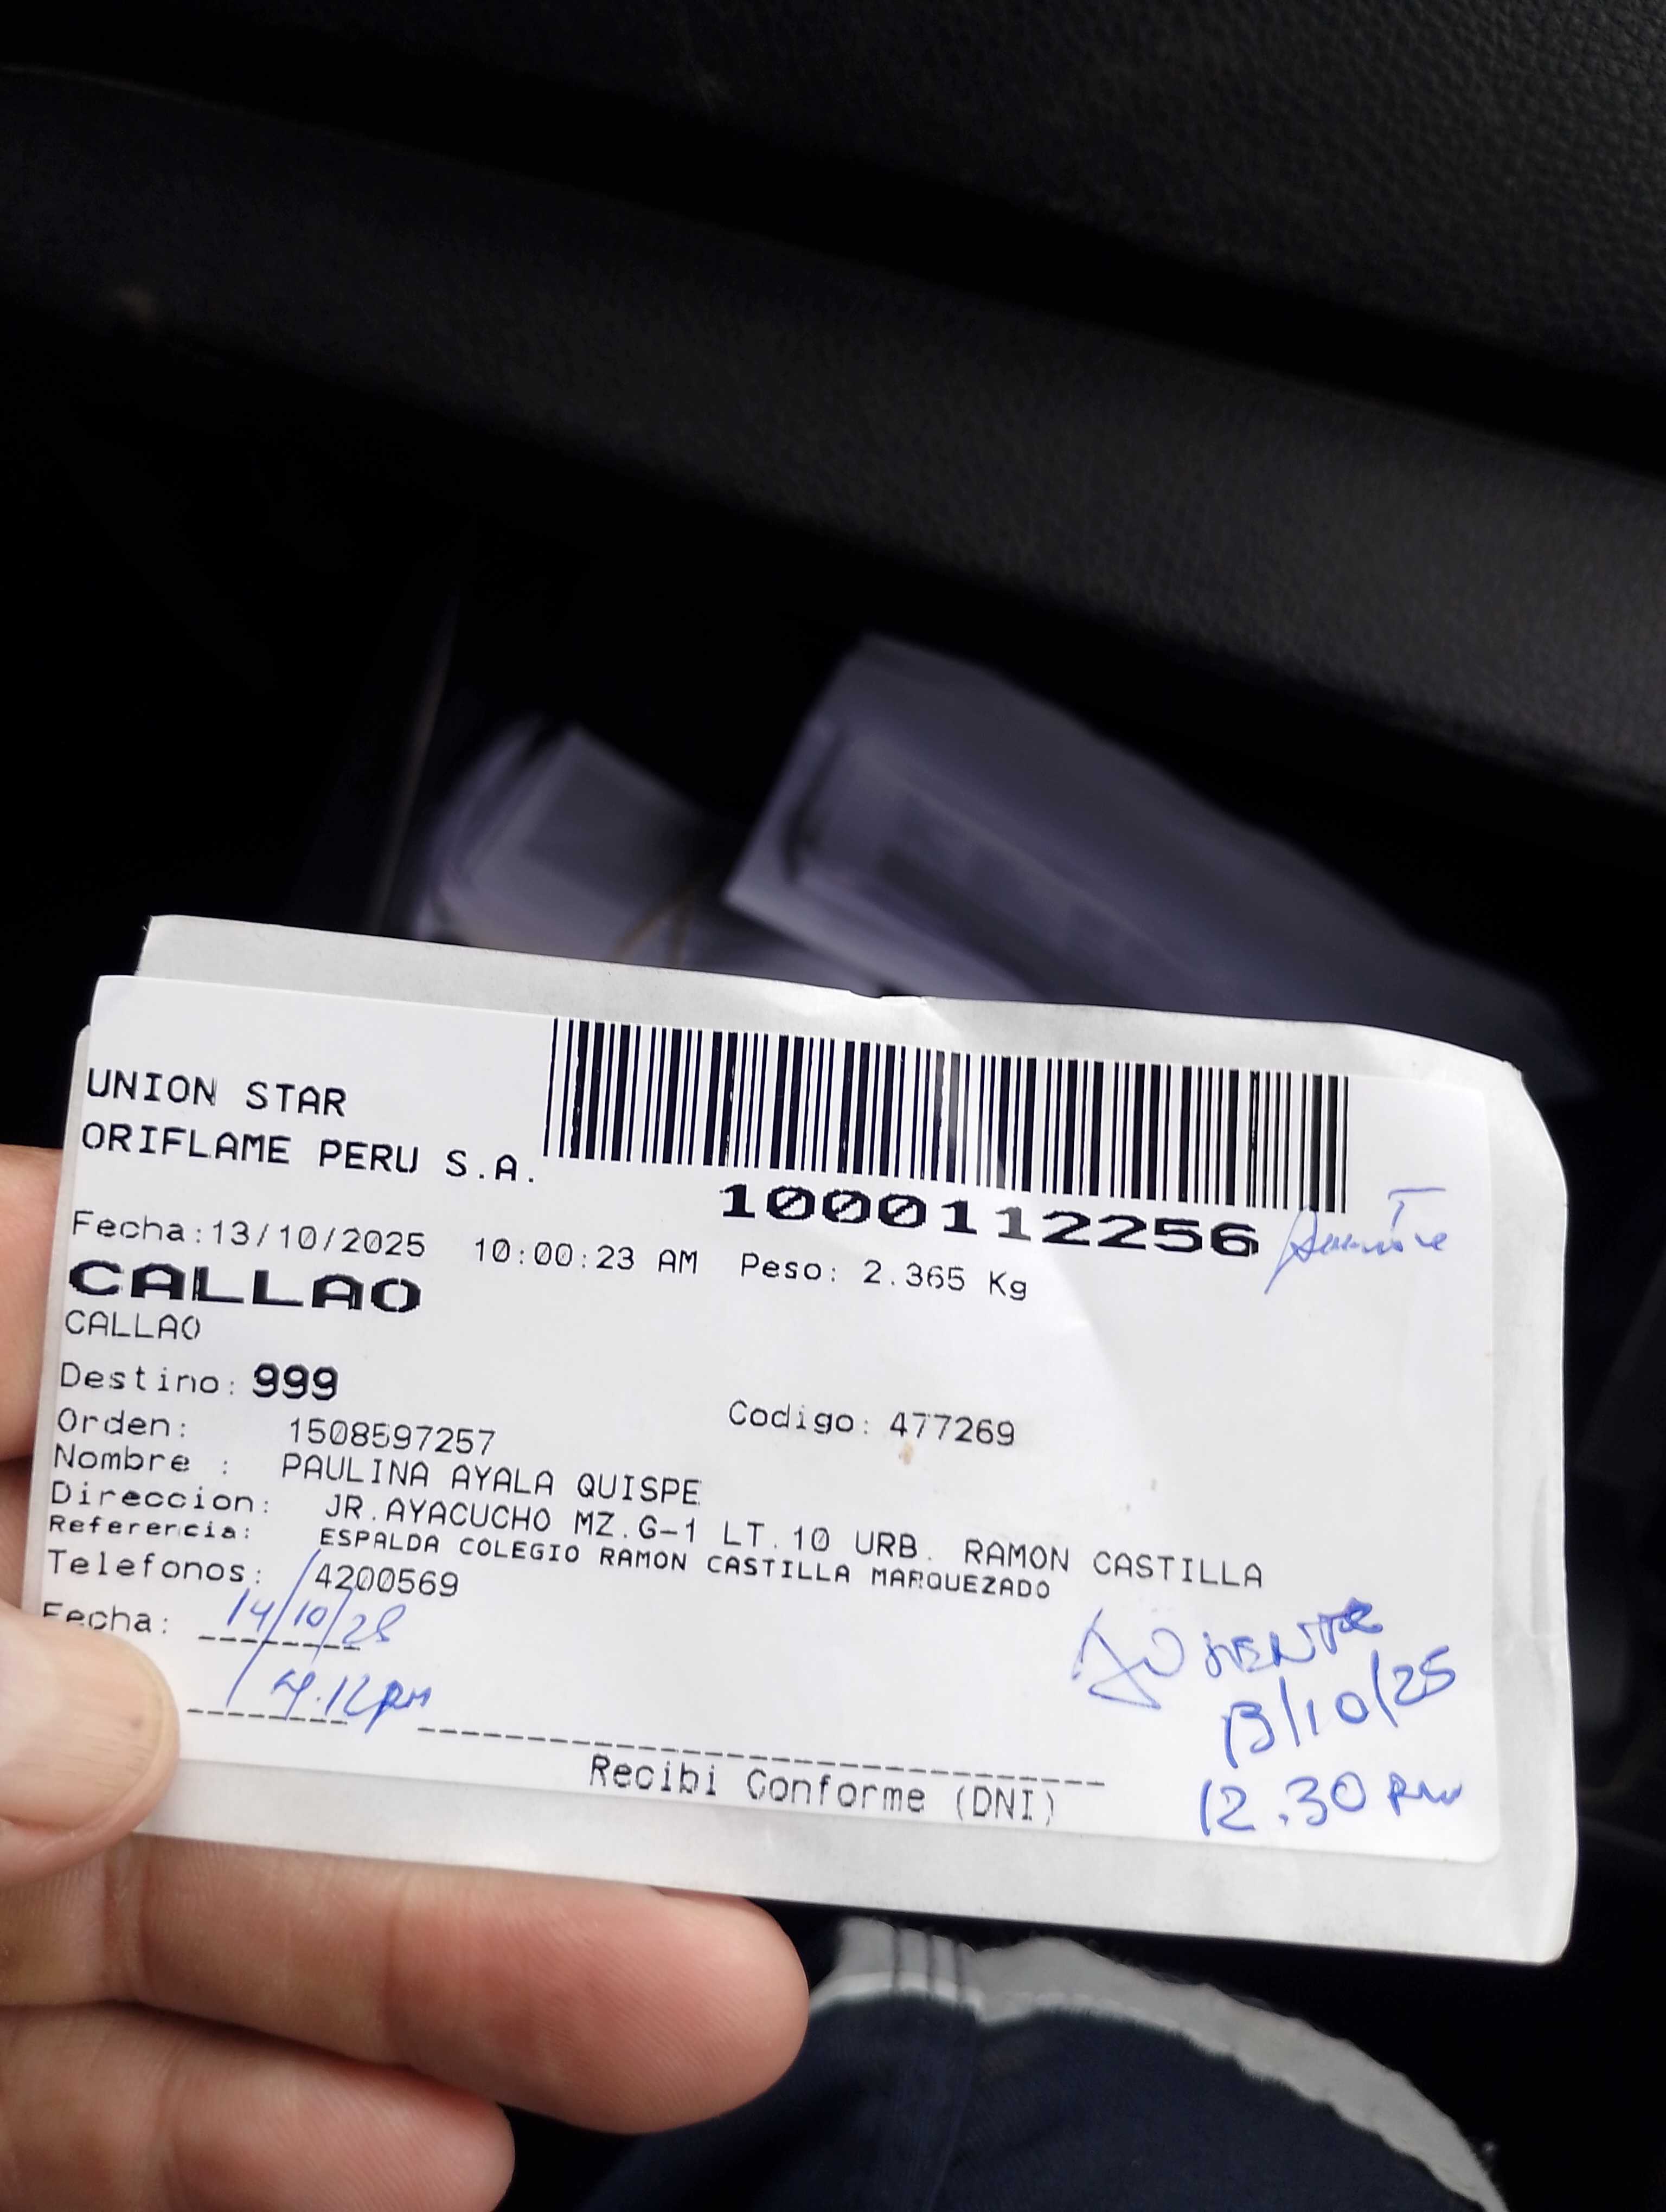 UNION STAR
ORIFLAME PERU S.A.
1000112256
Ausente
Fecha:13/10/2025 10:00:23 AM Peso: 2.365 Kg
CALLAO
CALLAO
Destino: 999
Orden: 1508597257 Codigo: 477269
Nombre : PAULINA AYALA QUISPE
Direccion: JR.AYACUCHO MZ.G-1 LT.10 URB. RAMON CASTILLA
Referencia: ESPALDA COLEGIO RAMON CASTILLA MARQUEZADO
Telefonos: 4200569
Fecha: 14/10/25
4.12pm
AUSENTE
13/10/25
12.30 PM
Recibi Conforme (DNI)